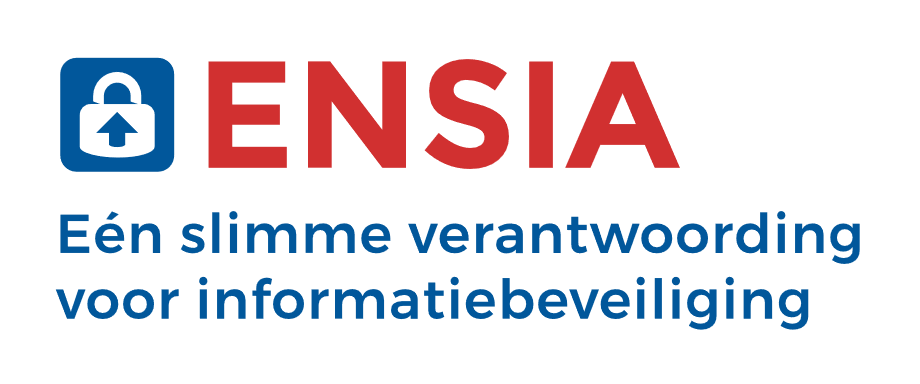 ENSIA
Eén slimme verantwoording
voor informatiebeveiliging